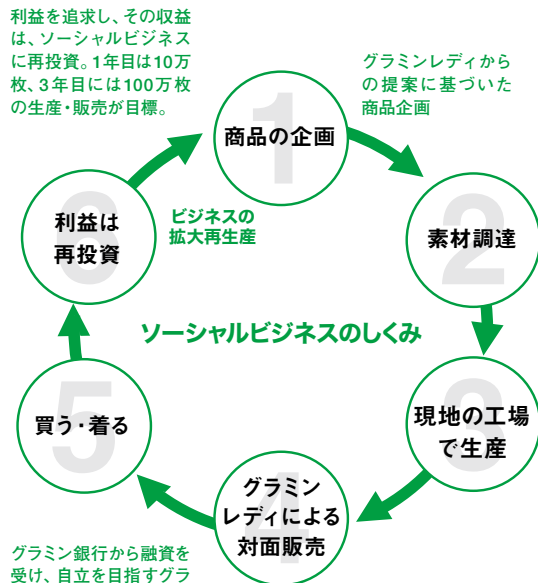 利益を追求し、その収益
は、ソーシャルビジネス
に再投資。1年目は10万
枚、3年目には100万枚
の生産・販売が目標。
グラミンレディから
の提案に基づいた
商品企画
1
商品の企画
2
素材調達
3
現地の工場
で生産
4
グラミン
レディによる
対面販売
5
買う・着る
6
利益は
再投資
ビジネスの
拡大再生産
ソーシャルビジネスのしくみ
グラミン銀行から融資を
受け、自立を目指すグラ